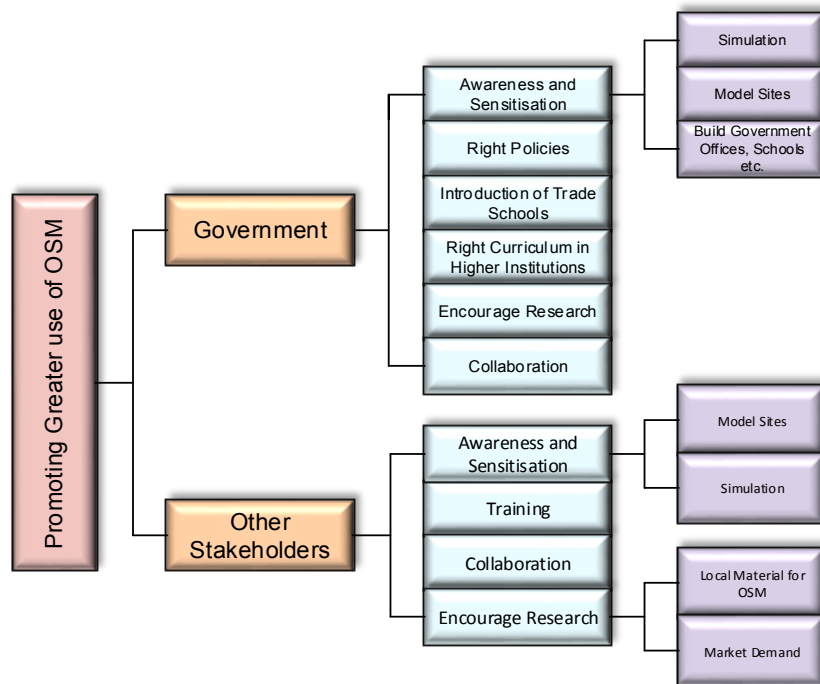 Promoting Greater use of OSM
Government
Awareness and
Sensitisation
Simulation
Model Sites
Build Government
Offices, Schools
etc.
Right Policies
Introduction of Trade
Schools
Right Curriculum in
Higher Institutions
Encourage Research
Collaboration
Other
Stakeholders
Awareness and
Sensitisation
Model Sites
Simulation
Training
Collaboration
Encourage Research
Local Material for
OSM
Market Demand